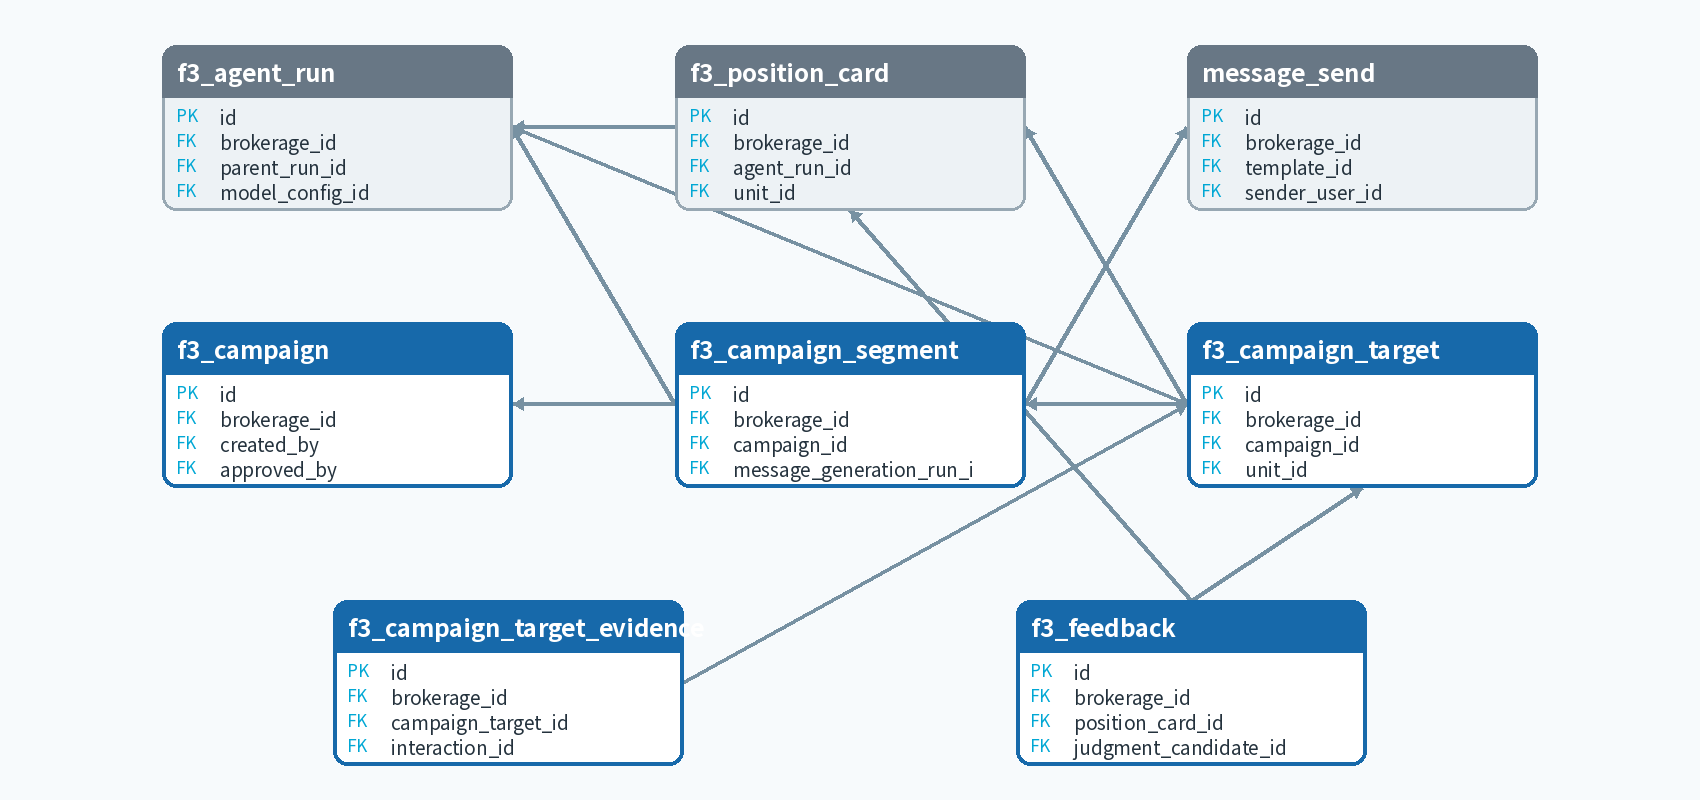 f3_agent_run
PK id
FK brokerage_id
FK parent_run_id
FK model_config_id
f3_position_card
PK id
FK brokerage_id
FK agent_run_id
FK unit_id
message_send
PK id
FK brokerage_id
FK template_id
FK sender_user_id
f3_campaign
PK id
FK brokerage_id
FK created_by
FK approved_by
f3_campaign_segment
PK id
FK brokerage_id
FK campaign_id
FK message_generation_run_i
f3_campaign_target
PK id
FK brokerage_id
FK campaign_id
FK unit_id
f3_campaign_target_evidence
PK id
FK brokerage_id
FK campaign_target_id
FK interaction_id
f3_feedback
PK id
FK brokerage_id
FK position_card_id
FK judgment_candidate_id